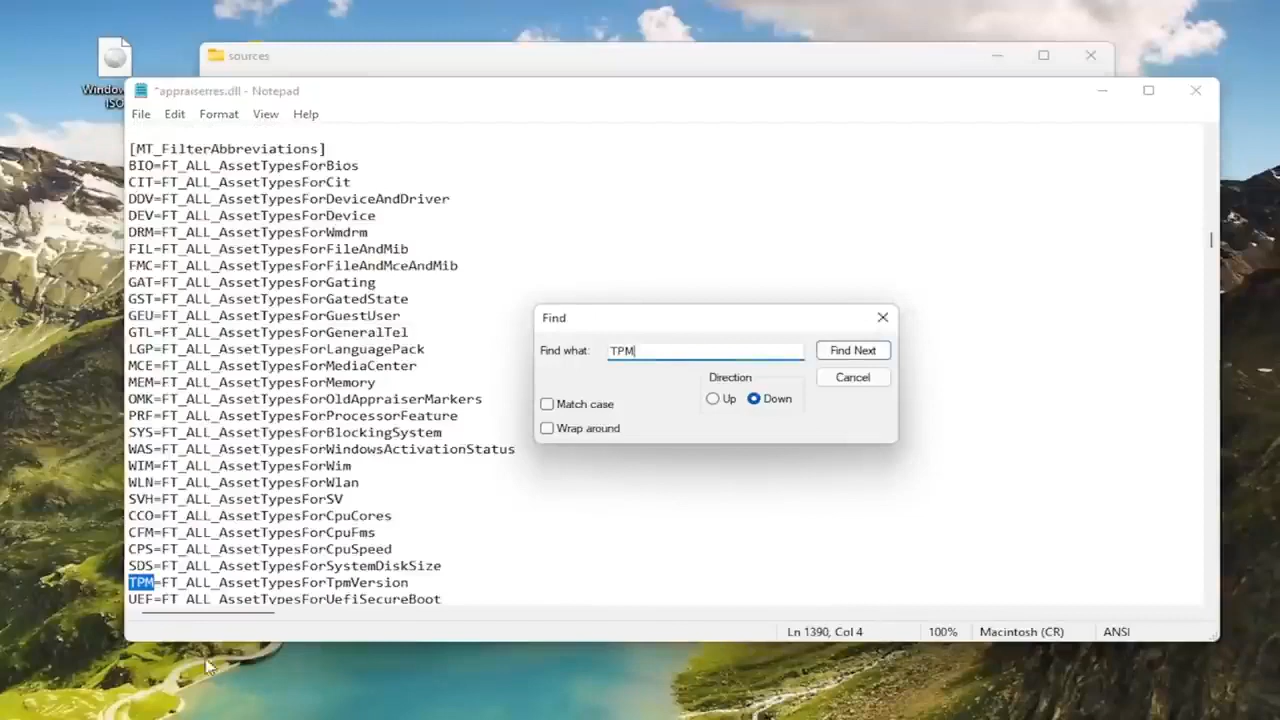 sources
Window
ISO
*appraiserres.dll - Notepad
File Edit Format View Help
[MT_FilterAbbreviations]
BIO=FT_ALL_AssetTypesForBios
CIT=FT_ALL_AssetTypesForCit
DDV=FT_ALL_AssetTypesForDeviceAndDriver
DEV=FT_ALL_AssetTypesForDevice
DRM=FT_ALL_AssetTypesForWmdrm
FIL=FT_ALL_AssetTypesForFileAndMib
FMC=FT_ALL_AssetTypesForFileAndMceAndMib
GAT=FT_ALL_AssetTypesForGating
GST=FT_ALL_AssetTypesForGatedState
GEU=FT_ALL_AssetTypesForGuestUser
GTL=FT_ALL_AssetTypesForGeneralTel
LGP=FT_ALL_AssetTypesForLanguagePack
MCE=FT_ALL_AssetTypesForMediaCenter
MEM=FT_ALL_AssetTypesForMemory
OMK=FT_ALL_AssetTypesForOldAppraiserMarkers
PRF=FT_ALL_AssetTypesForProcessorFeature
SYS=FT_ALL_AssetTypesForBlockingSystem
WAS=FT_ALL_AssetTypesForWindowsActivationStatus
WIM=FT_ALL_AssetTypesForWim
WLN=FT_ALL_AssetTypesForWlan
SVH=FT_ALL_AssetTypesForSV
CCO=FT_ALL_AssetTypesForCpuCores
CFM=FT_ALL_AssetTypesForCpuFms
CPS=FT_ALL_AssetTypesForCpuSpeed
SDS=FT_ALL_AssetTypesForSystemDiskSize
TPM=FT_ALL_AssetTypesForTpmVersion
UEF=FT_ALL_AssetTypesForUefiSecureBoot
Find
Find what: TPM Find Next
Direction Cancel
Up Down
Match case
Wrap around
Ln 1390, Col 4 100% Macintosh (CR) ANSI